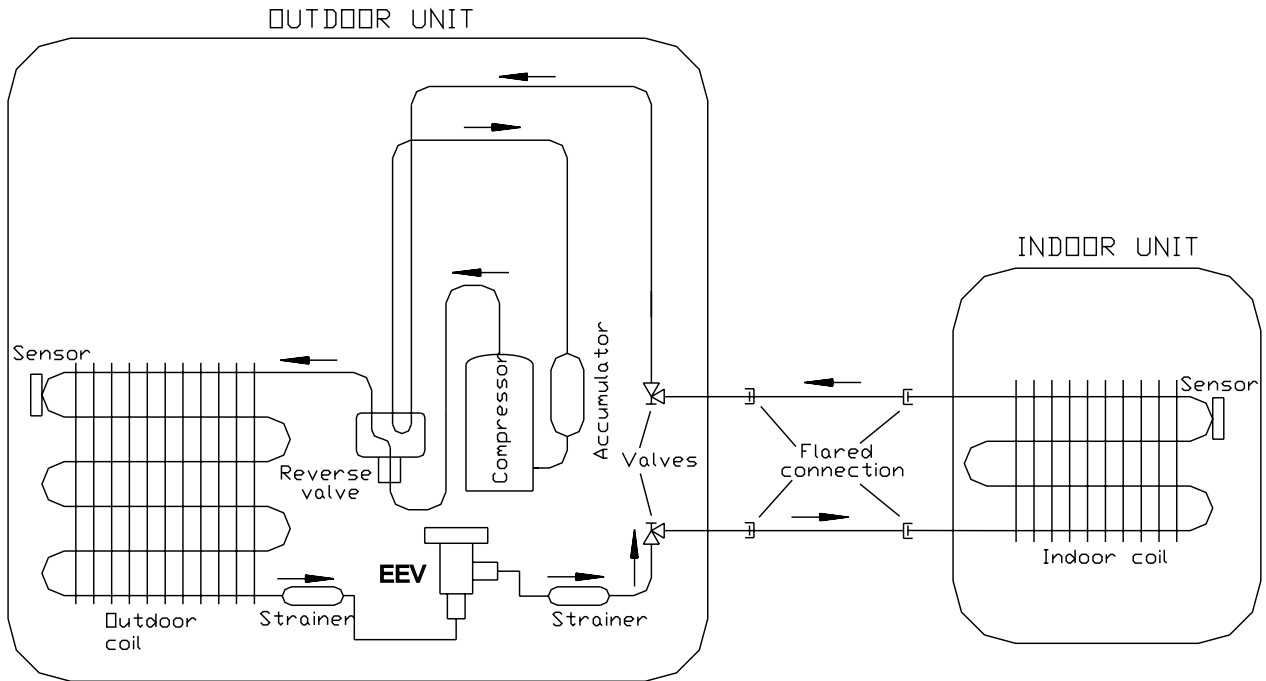 OUTDOOR UNIT
INDOOR UNIT
Sensor
Compressor
Accumulator
Sensor
Reverse
valve
Valves
Flared
connection
EEV
Indoor coil
Outdoor
coil
Strainer
Strainer